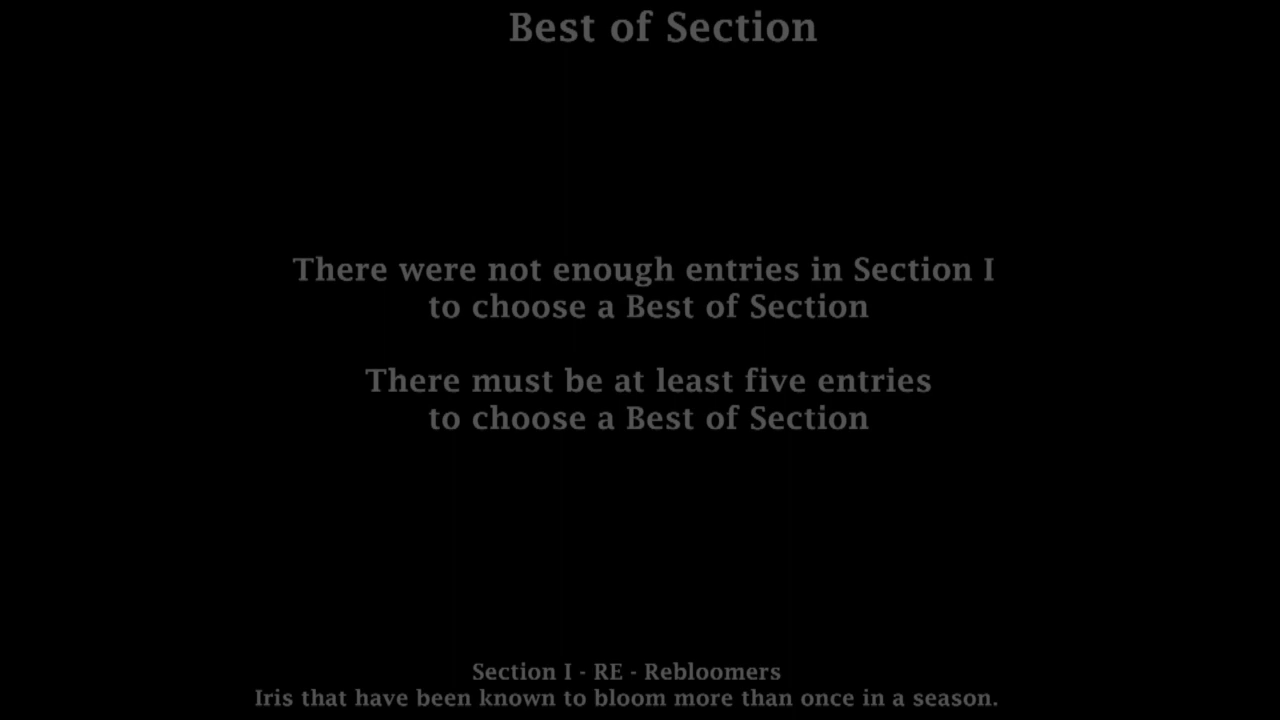 Best of Section
There were not enough entries in Section I
to choose a Best of Section
There must be at least five entries
to choose a Best of Section
Section I - RE - Rebloomers
Iris that have been known to bloom more than once in a season.